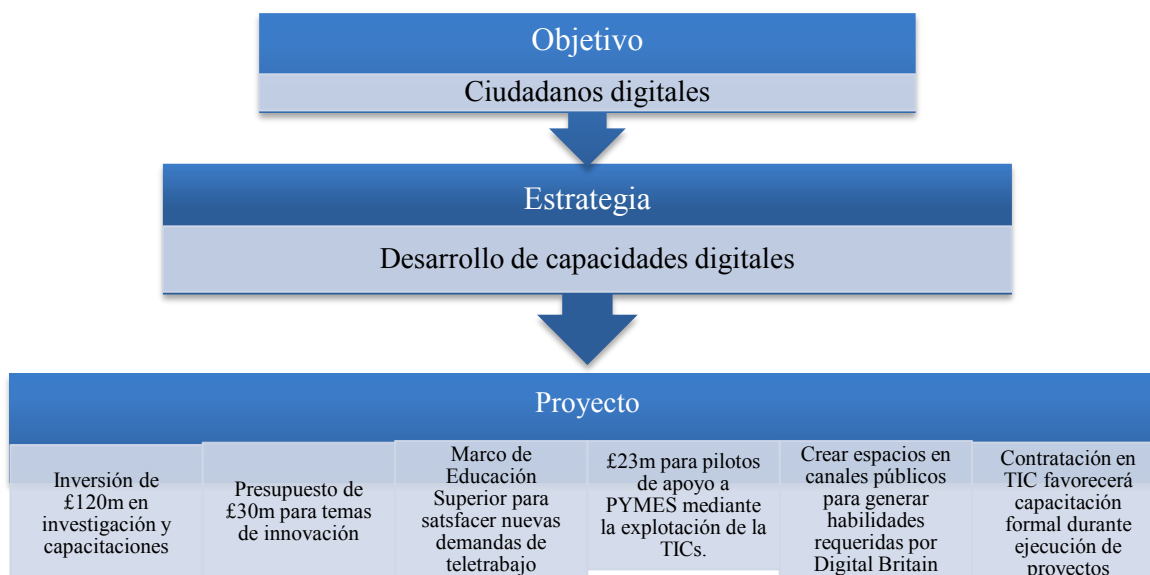 Objetivo
Ciudadanos digitales
Estrategia
Desarrollo de capacidades digitales
Proyecto
Inversión de
£120m en
investigación y
capacitaciones
Presupuesto de
£30m para temas
de innovación
Marco de
Educación
Superior para
satsfacer nuevas
demandas de
teletrabajo
£23m para pilotos
de apoyo a
PYMES mediante
la explotación de la
TICs.
Crear espacios en
canales públicos
para generar
habilidades
requeridas por
Digital Britain
Contratación en
TIC favorecerá
capacitación
formal durante
ejecución de
proyectos